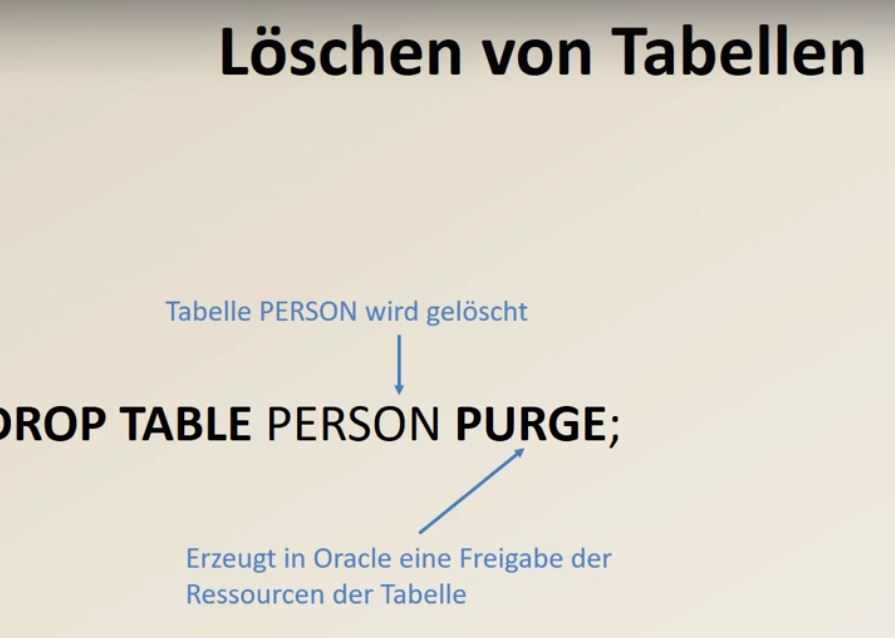 Löschen von Tabellen
Tabelle PERSON wird gelöscht
DROP TABLE PERSON PURGE;
Erzeugt in Oracle eine Freigabe der
Ressourcen der Tabelle